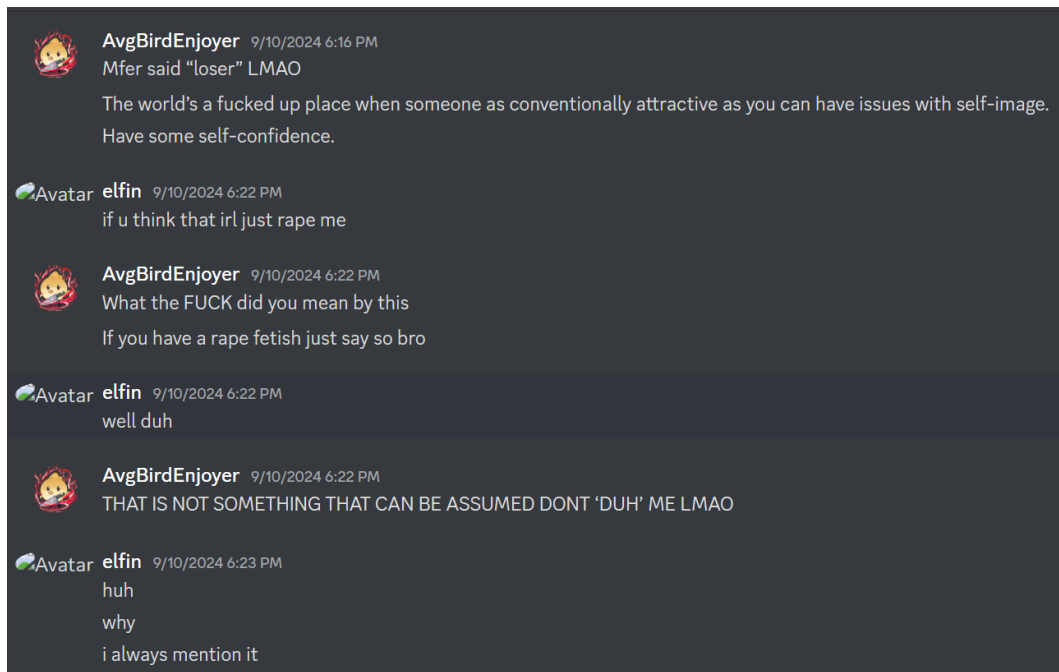 AvgBirdEnjoyer 9/10/2024 6:16 PM
Mfer said “loser” LMAO
The world’s a fucked up place when someone as conventionally attractive as you can have issues with self-image.
Have some self-confidence.
Avatar elfin 9/10/2024 6:22 PM
if u think that irl just rape me
AvgBirdEnjoyer 9/10/2024 6:22 PM
What the FUCK did you mean by this
If you have a rape fetish just say so bro
Avatar elfin 9/10/2024 6:22 PM
well duh
AvgBirdEnjoyer 9/10/2024 6:22 PM
THAT IS NOT SOMETHING THAT CAN BE ASSUMED DONT ‘DUH’ ME LMAO
Avatar elfin 9/10/2024 6:23 PM
huh
why
i always mention it